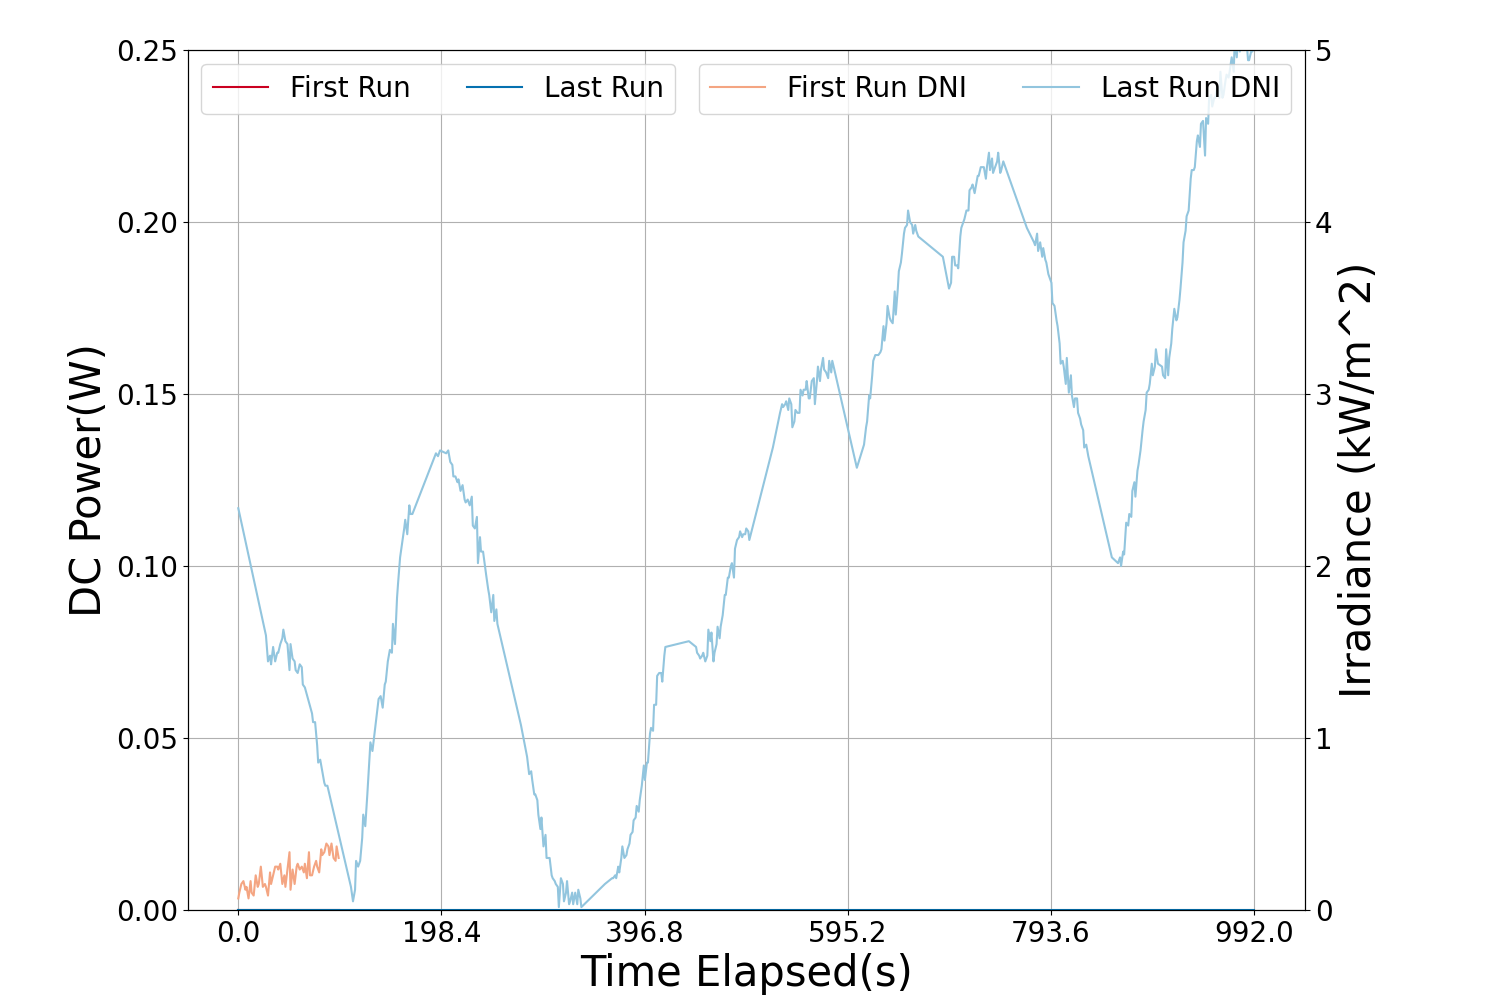 First Run
Last Run
First Run DNI
Last Run DNI
DC Power(W)
0.25
0.20
0.15
0.10
0.05
0.00
5
4
3
2
1
0
Irradiance (kW/m^2)
0.0
198.4
396.8
595.2
793.6
992.0
Time Elapsed(s)